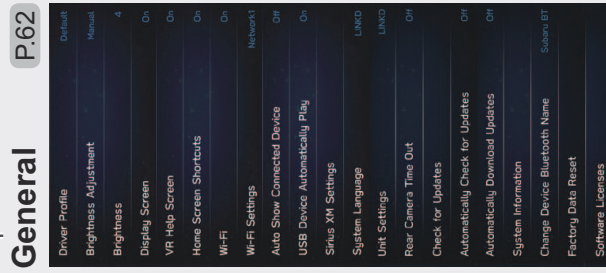 General P.62
Driver Profile Default
Brightness Adjustment Manual
Brightness 4
Display Screen On
VR Help Screen On
Home Screen Shortcuts On
Wi-Fi On
Wi-Fi Settings Network1
Auto Show Connected Device Off
USB Device Automatically Play On
Sirius XM Settings
System Language LINKD
Unit Settings LINKD
Rear Camera Time Out Off
Check for Updates
Automatically Check for Updates Off
Automatically Download Updates Off
System Information
Change Device Bluetooth Name Subaru BT
Factory Data Reset
Software Licenses